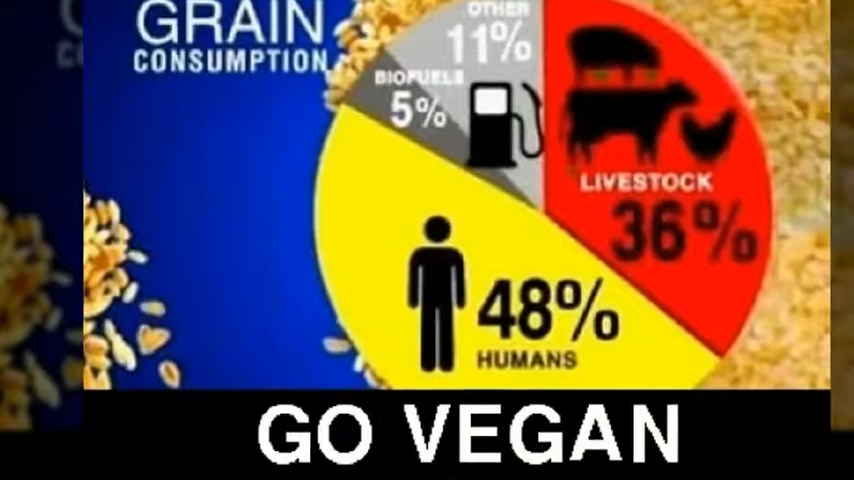 GRAIN
CONSUMPTION
OTHER
11%
BIOFUELS
5%
LIVESTOCK
36%
48%
HUMANS
GO VEGAN